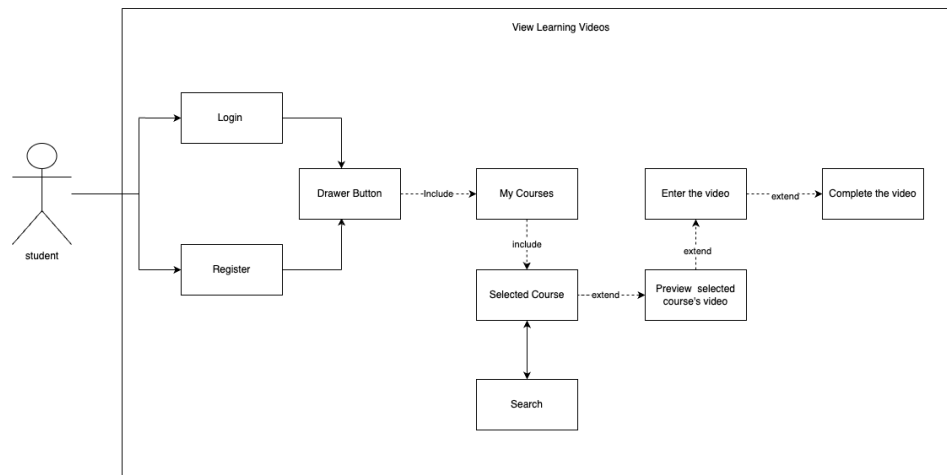 View Learning Videos
Login
student
Drawer Button
Include
My Courses
Enter the video
extend
Complete the video
include
extend
Register
Selected Course
extend
Preview selected
course's video
Search